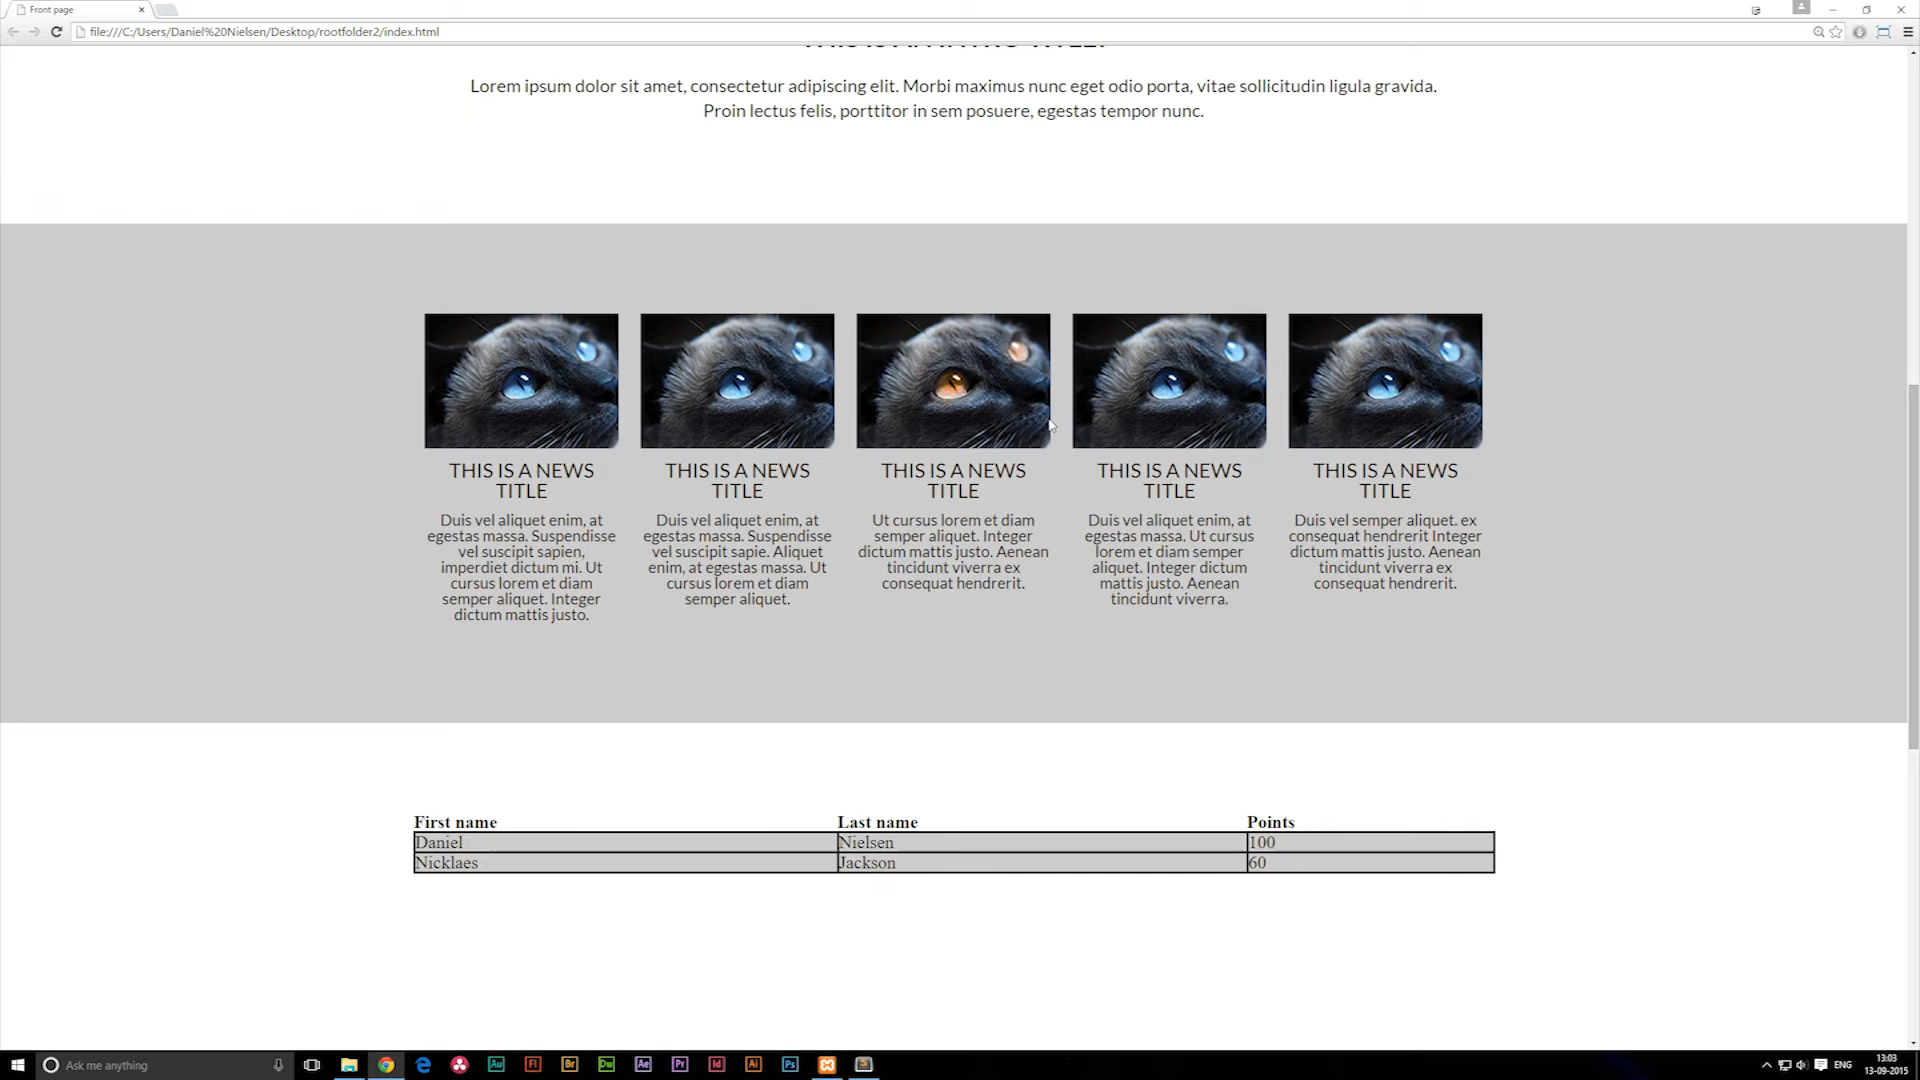 Front page
file:///C:/Users/Daniel%20Nielsen/Desktop/rootfolder2/index.html
Lorem ipsum dolor sit amet, consectetur adipiscing elit. Morbi maximus nunc eget odio porta, vitae sollicitudin ligula gravida.
Proin lectus felis, porttitor in sem posuere, egestas tempor nunc.
THIS IS A NEWS
TITLE
Duis vel aliquet enim, at
egestas massa. Suspendisse
vel suscipit sapien,
imperdiet dictum mi. Ut
cursus lorem et diam
semper aliquet. Integer
dictum mattis justo.
THIS IS A NEWS
TITLE
Duis vel aliquet enim, at
egestas massa. Suspendisse
vel suscipit sapie. Aliquet
enim, at egestas massa. Ut
cursus lorem et diam
semper aliquet.
THIS IS A NEWS
TITLE
Ut cursus lorem et diam
semper aliquet. Integer
dictum mattis justo. Aenean
tincidunt viverra ex
consequat hendrerit.
THIS IS A NEWS
TITLE
Duis vel aliquet enim, at
egestas massa. Ut cursus
lorem et diam semper
aliquet. Integer dictum
mattis justo. Aenean
tincidunt viverra.
THIS IS A NEWS
TITLE
Duis vel semper aliquet. ex
consequat hendrerit Integer
dictum mattis justo. Aenean
tincidunt viverra ex
consequat hendrerit.
First name Last name Points
Daniel Nielsen 100
Nicklaes Jackson 60
Ask me anything
Au Fl Br Dw Ae Pr Id Ai Ps
ENG
13:03
13-09-2015